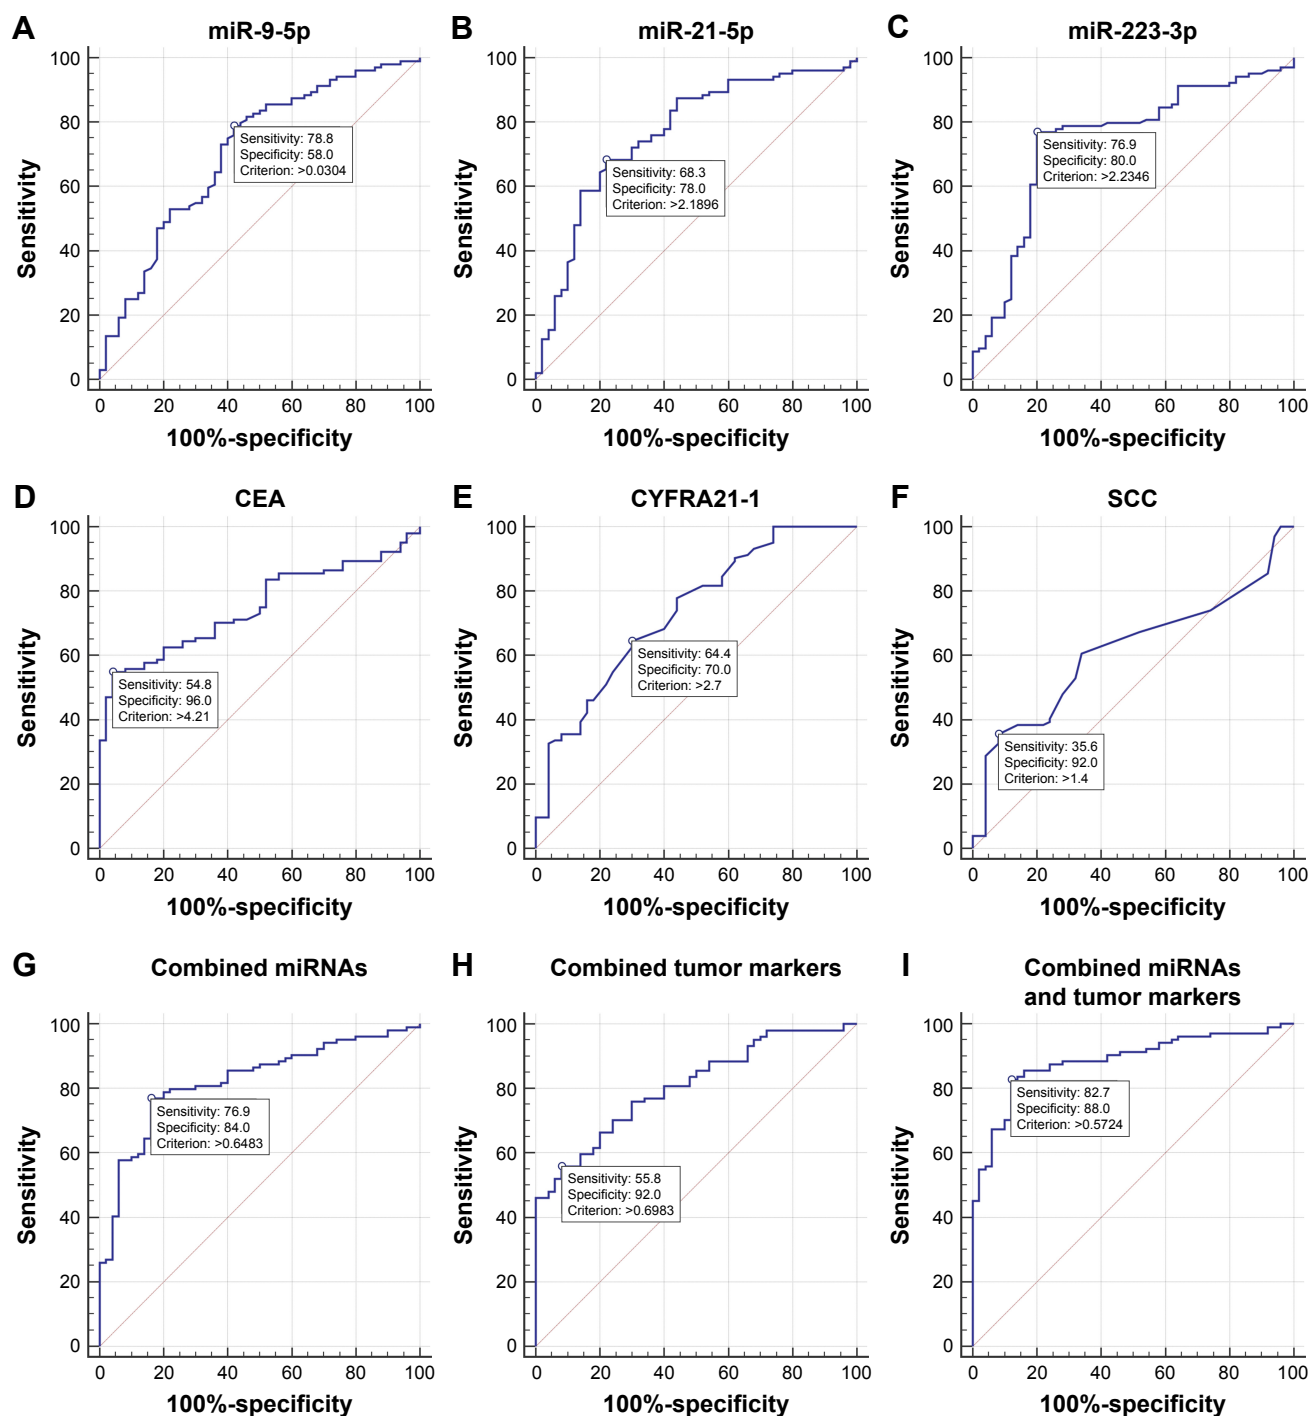 A
miR-9-5p
100
80
60
40
20
0
Sensitivity
Sensitivity: 78.8
Specificity: 58.0
Criterion: >0.0304
0 20 40 60 80 100
100%-specificity
B
miR-21-5p
100
80
60
40
20
0
Sensitivity
Sensitivity: 68.3
Specificity: 78.0
Criterion: >2.1896
0 20 40 60 80 100
100%-specificity
C
miR-223-3p
100
80
60
40
20
0
Sensitivity
Sensitivity: 76.9
Specificity: 80.0
Criterion: >2.2346
0 20 40 60 80 100
100%-specificity
D
CEA
100
80
60
40
20
0
Sensitivity
Sensitivity: 54.8
Specificity: 96.0
Criterion: >4.21
0 20 40 60 80 100
100%-specificity
E
CYFRA21-1
100
80
60
40
20
0
Sensitivity
Sensitivity: 64.4
Specificity: 70.0
Criterion: >2.7
0 20 40 60 80 100
100%-specificity
F
SCC
100
80
60
40
20
0
Sensitivity
Sensitivity: 35.6
Specificity: 92.0
Criterion: >1.4
0 20 40 60 80 100
100%-specificity
G
Combined miRNAs
100
80
60
40
20
0
Sensitivity
Sensitivity: 76.9
Specificity: 84.0
Criterion: >0.6483
0 20 40 60 80 100
100%-specificity
H
Combined tumor markers
100
80
60
40
20
0
Sensitivity
Sensitivity: 55.8
Specificity: 92.0
Criterion: >0.6983
0 20 40 60 80 100
100%-specificity
I
Combined miRNAs
and tumor markers
100
80
60
40
20
0
Sensitivity
Sensitivity: 82.7
Specificity: 88.0
Criterion: >0.5724
0 20 40 60 80 100
100%-specificity